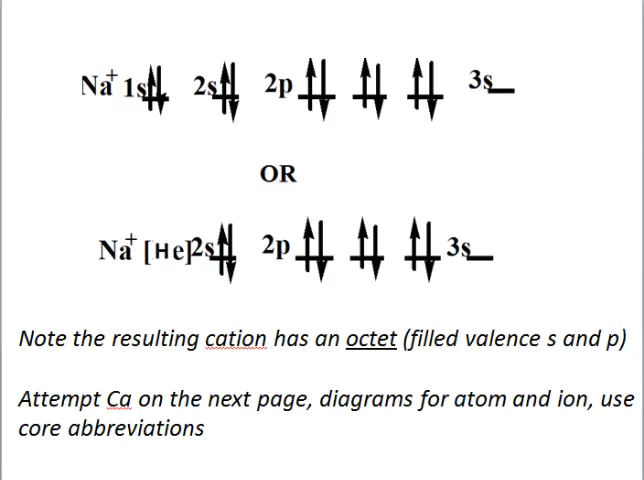 Na+ 1s 2s 2p 3s
OR
Na+ [He]2s 2p 3s
Note the resulting cation has an octet (filled valence s and p)
Attempt Ca on the next page, diagrams for atom and ion, use
core abbreviations